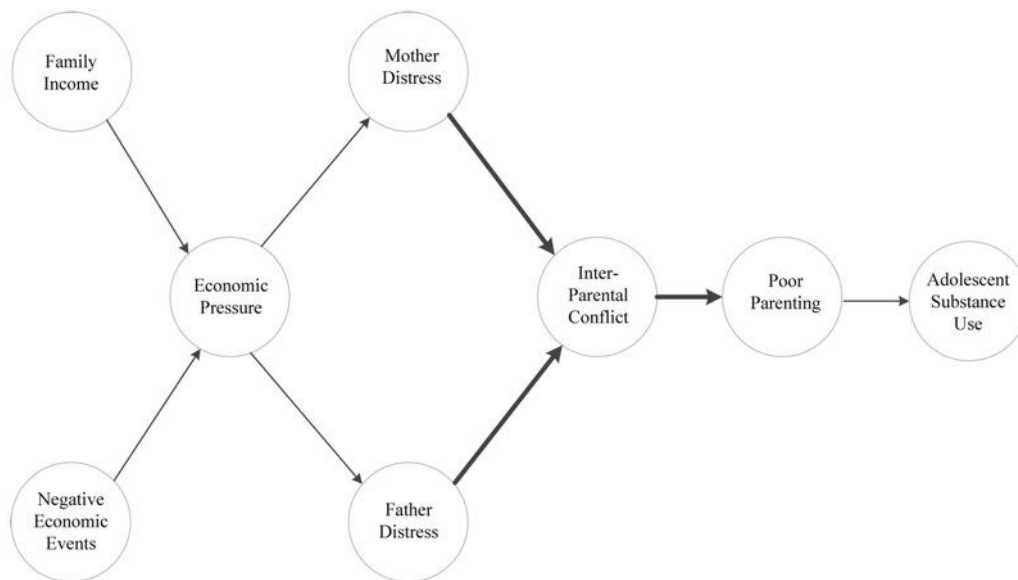 Family
Income
Mother
Distress
Economic
Pressure
Inter-
Parental
Conflict
Poor
Parenting
Adolescent
Substance
Use
Negative
Economic
Events
Father
Distress